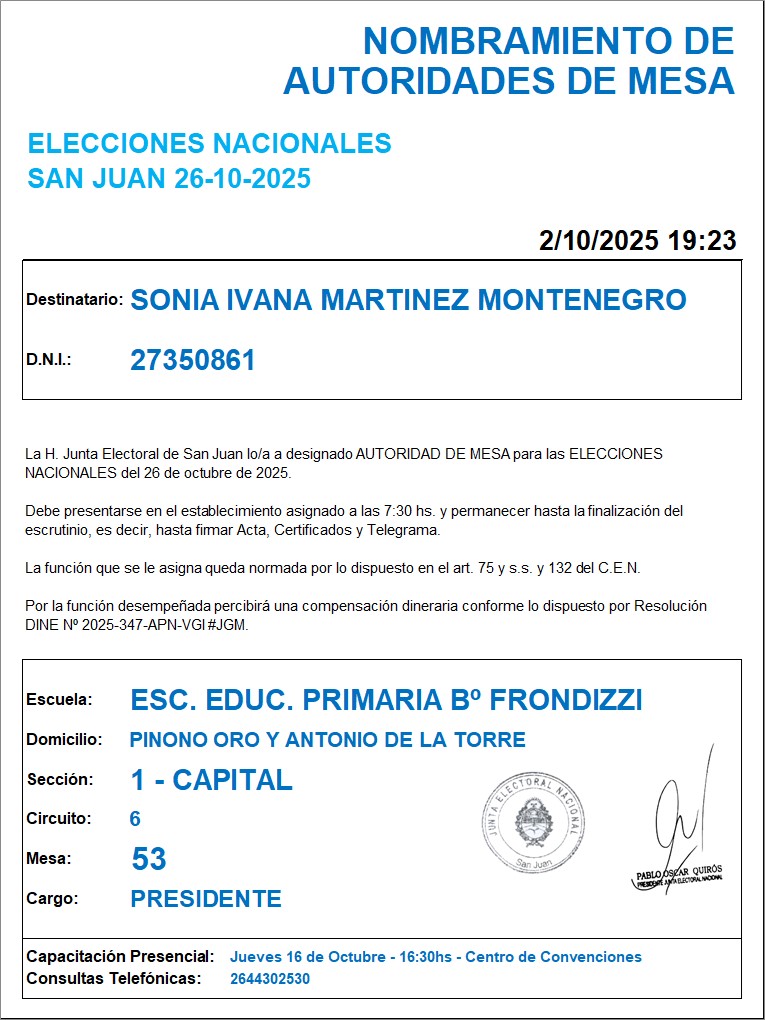 NOMBRAMIENTO DE
AUTORIDADES DE MESA
ELECCIONES NACIONALES
SAN JUAN 26-10-2025
2/10/2025 19:23
Destinatario: SONIA IVANA MARTINEZ MONTENEGRO
D.N.I.: 27350861
La H. Junta Electoral de San Juan lo/a a designado AUTORIDAD DE MESA para las ELECCIONES
NACIONALES del 26 de octubre de 2025.
Debe presentarse en el establecimiento asignado a las 7:30 hs. y permanecer hasta la finalización del
escrutinio, es decir, hasta firmar Acta, Certificados y Telegrama.
La función que se le asigna queda normada por lo dispuesto en el art. 75 y s.s. y 132 del C.E.N.
Por la función desempeñada percibirá una compensación dineraria conforme lo dispuesto por Resolución
DINE Nº 2025-347-APN-VGI#JGM.
Escuela: ESC. EDUC. PRIMARIA Bº FRONDIZZI
Domicilio: PINONO ORO Y ANTONIO DE LA TORRE
Sección: 1 - CAPITAL
Circuito: 6
Mesa: 53
Cargo: PRESIDENTE
JUNTA ELECTORAL NACIONAL
San Juan
PABLO OSCAR QUIRÓS
PRESIDENTE JUNTA ELECTORAL NACIONAL
Capacitación Presencial: Jueves 16 de Octubre - 16:30hs - Centro de Convenciones
Consultas Telefónicas: 2644302530